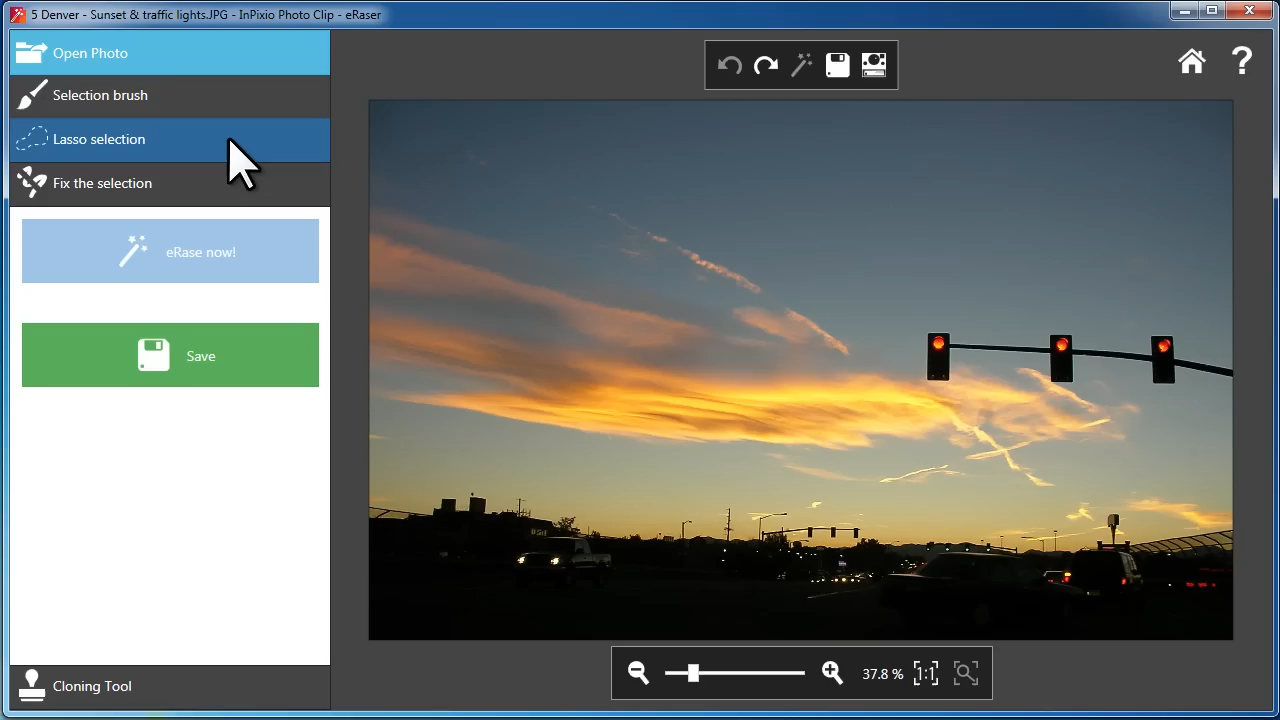 5 Denver - Sunset & traffic lights.JPG - InPixio Photo Clip - eRaser
Open Photo
Selection brush
Lasso selection
Fix the selection
eRase now!
Save
Cloning Tool
?
37.8 %
1:1